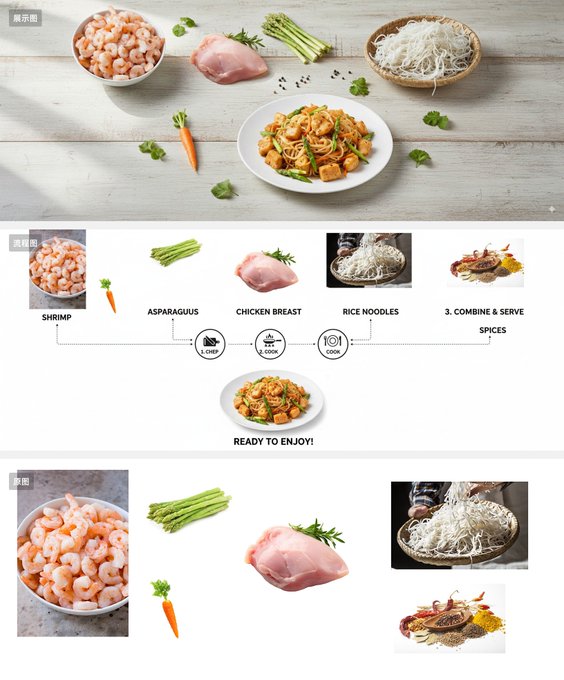 展示图
流程图
SHRIMP
ASPARAGUUS
CHICKEN BREAST
RICE NOODLES
3. COMBINE & SERVE
SPICES
1. CHEP
2. COOK
COOK
READY TO ENJOY!
原图